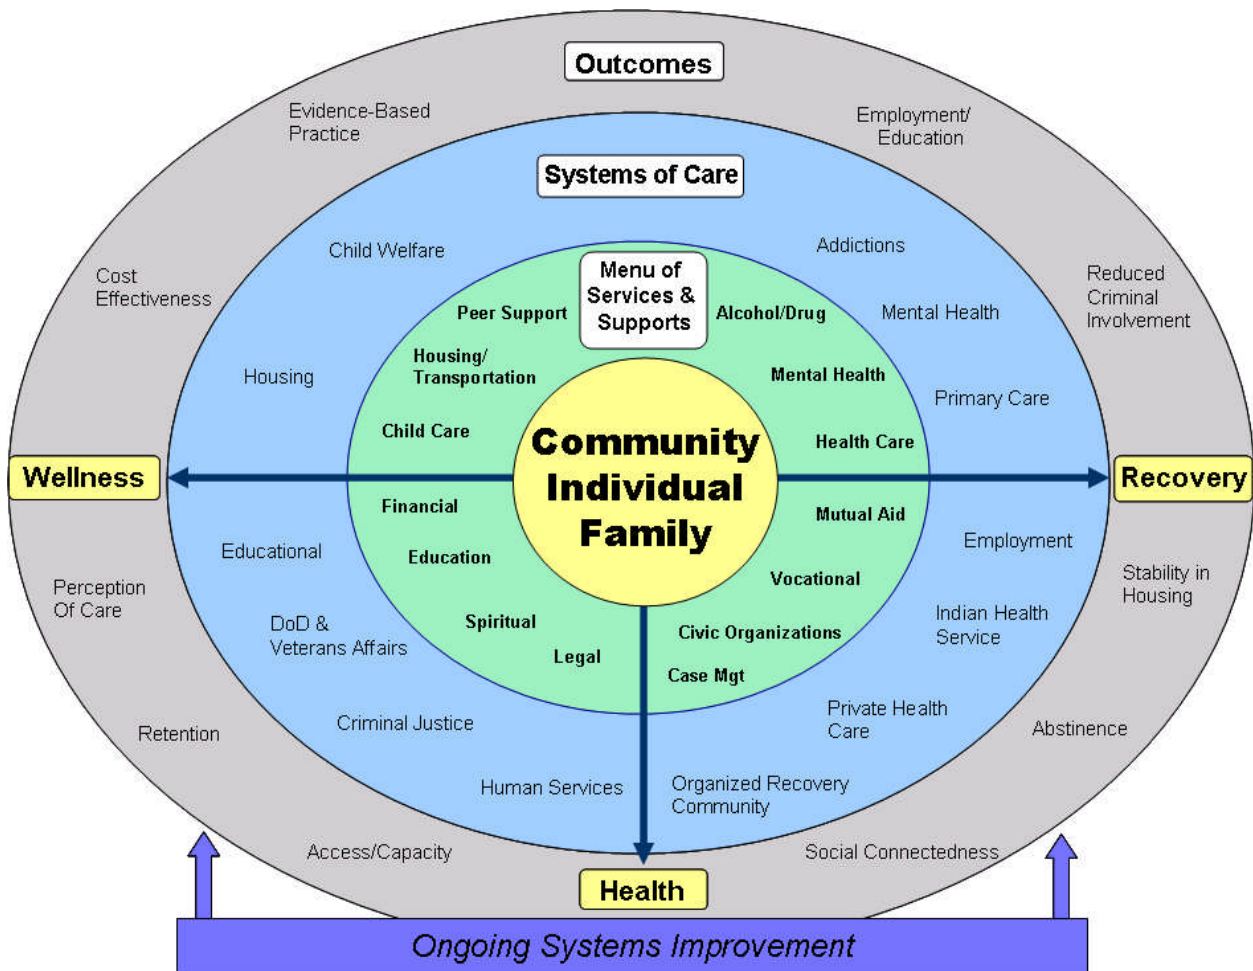 Outcomes
Evidence-Based
Practice
Employment/
Education
Systems of Care
Child Welfare
Addictions
Menu of
Services &
Supports
Cost
Effectiveness
Reduced
Criminal
Involvement
Peer Support
Alcohol/Drug
Mental Health
Housing/
Transportation
Housing
Mental Health
Primary Care
Child Care
Health Care
Community
Individual
Family
Wellness
Recovery
Financial
Mutual Aid
Educational
Education
Employment
Vocational
Perception
Of Care
Stability in
Housing
DoD &
Veterans Affairs
Spiritual
Civic Organizations
Indian Health
Service
Legal
Case Mgt
Retention
Criminal Justice
Private Health
Care
Abstinence
Human Services
Organized Recovery
Community
Access/Capacity
Social Connectedness
Health
Ongoing Systems Improvement